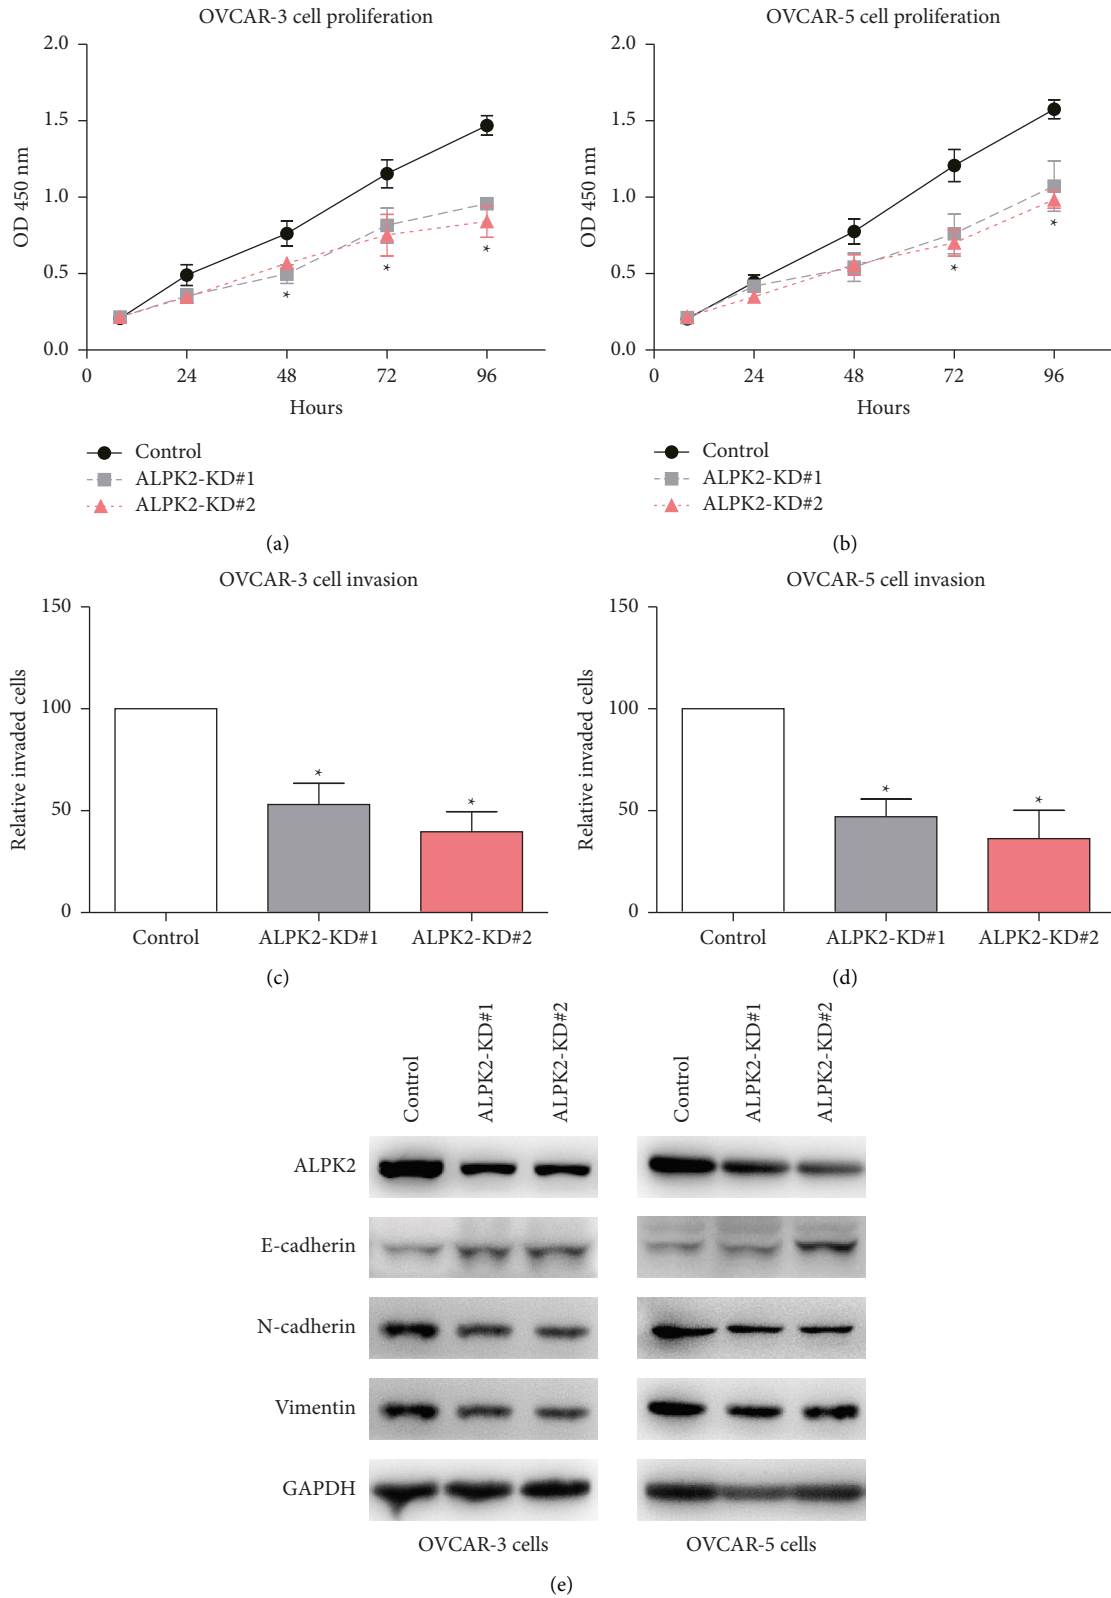 OVCAR-3 cell proliferation
2.0
1.5
1.0
0.5
0.0
OD 450 nm
0 24 48 72 96
* * *
Hours
Control
ALPK2-KD#1
ALPK2-KD#2
(a)
OVCAR-5 cell proliferation
2.0
1.5
1.0
0.5
0.0
OD 450 nm
0 24 48 72 96
* *
Hours
Control
ALPK2-KD#1
ALPK2-KD#2
(b)
OVCAR-3 cell invasion
150
100
50
0
Relative invaded cells
* *
Control ALPK2-KD#1 ALPK2-KD#2
(c)
OVCAR-5 cell invasion
150
100
50
0
Relative invaded cells
* *
Control ALPK2-KD#1 ALPK2-KD#2
(d)
Control
ALPK2-KD#1
ALPK2-KD#2
Control
ALPK2-KD#1
ALPK2-KD#2
ALPK2
E-cadherin
N-cadherin
Vimentin
GAPDH
OVCAR-3 cells
OVCAR-5 cells
(e)